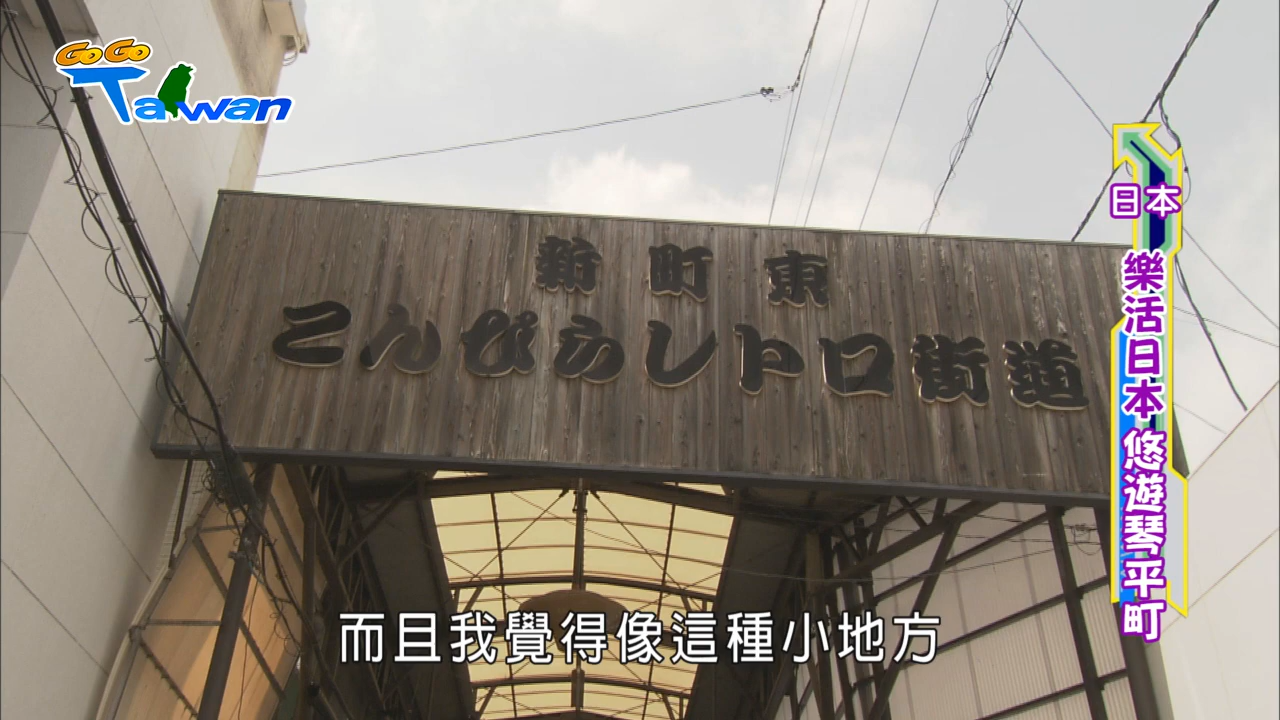 GoGo
Taiwan
新町東
こんぴらレトロ街道
日本
樂活日本 悠遊琴平町
而且我覺得像這種小地方